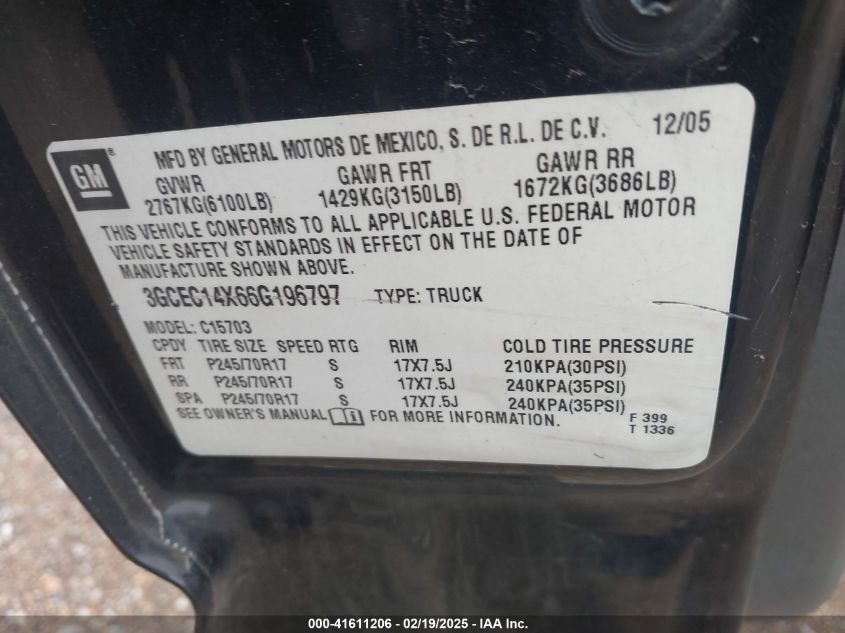 GM®
MFD BY GENERAL MOTORS DE MEXICO, S. DE R.L. DE C.V. 12/05
GVWR GAWR FRT GAWR RR
2767KG(6100LB) 1429KG(3150LB) 1672KG(3686LB)
THIS VEHICLE CONFORMS TO ALL APPLICABLE U.S. FEDERAL MOTOR
VEHICLE SAFETY STANDARDS IN EFFECT ON THE DATE OF
MANUFACTURE SHOWN ABOVE.
3GCEC14X66G196797 TYPE: TRUCK
MODEL: C15703
CPDY TIRE SIZE SPEED RTG RIM COLD TIRE PRESSURE
FRT P245/70R17 S 17X7.5J 210KPA(30PSI)
RR P245/70R17 S 17X7.5J 240KPA(35PSI)
SPA P245/70R17 S 17X7.5J 240KPA(35PSI)
SEE OWNER'S MANUAL FOR MORE INFORMATION.
F 399
T 1336
000-41611206 - 02/19/2025 - IAA Inc.